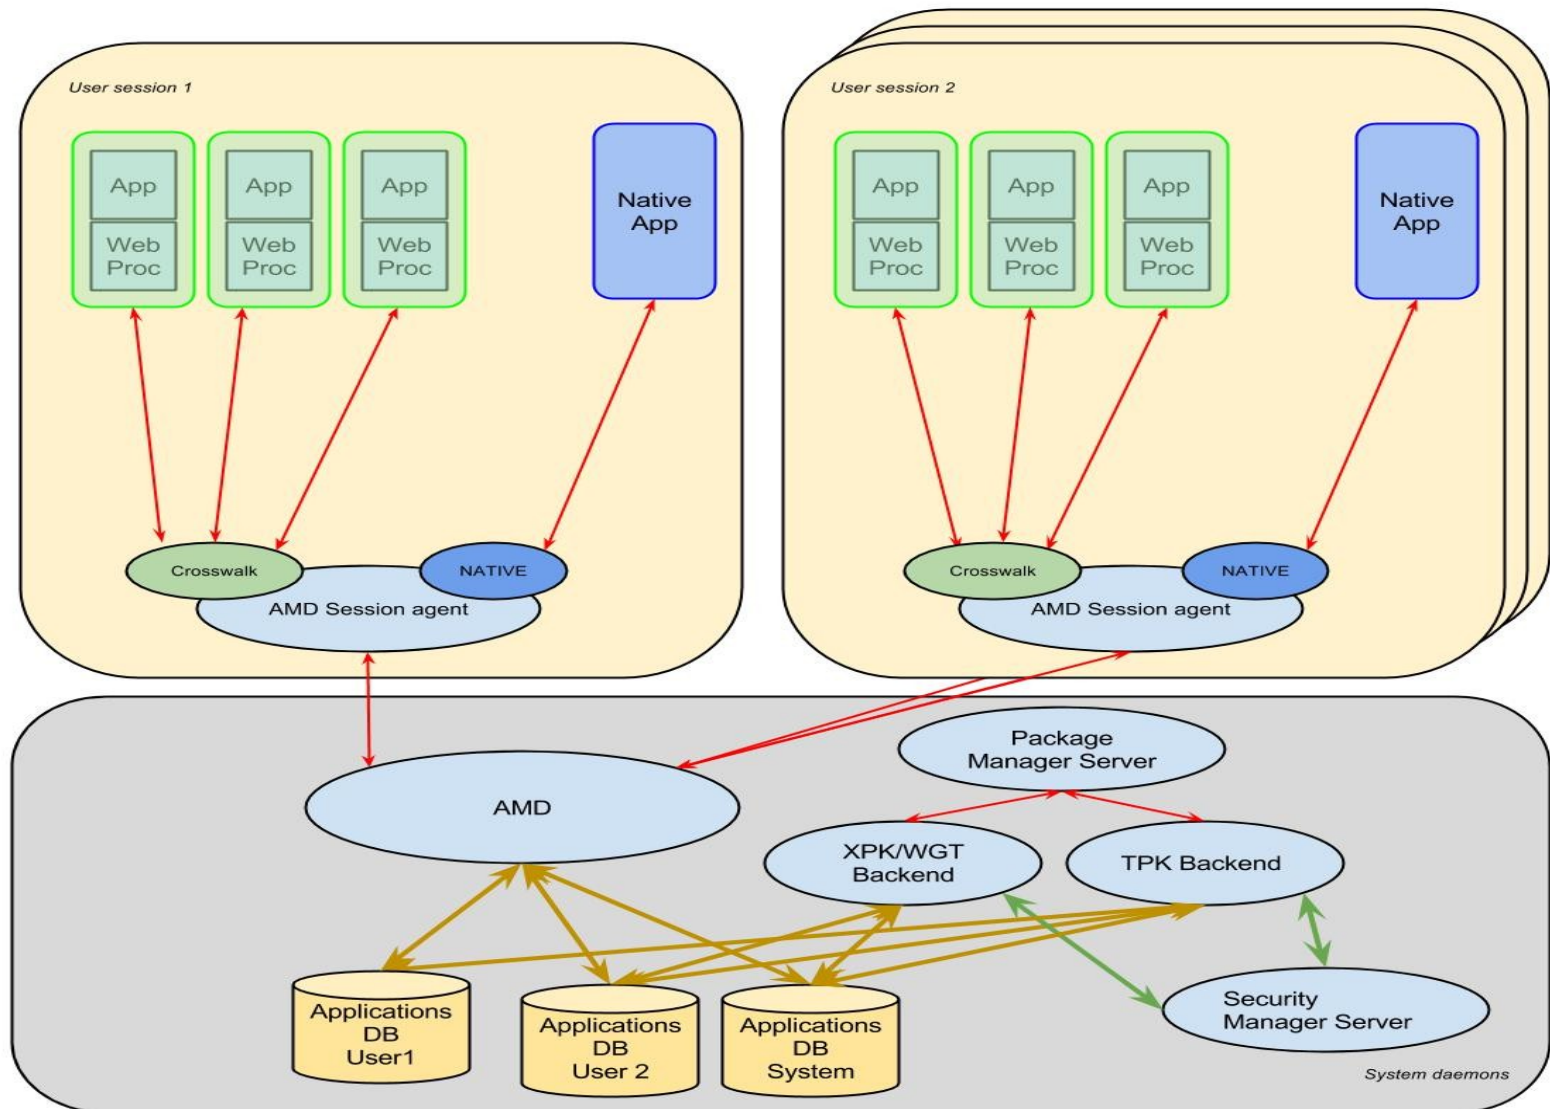 User session 1
App
Web
Proc
App
Web
Proc
App
Web
Proc
Native
App
Crosswalk
NATIVE
AMD Session agent
User session 2
App
Web
Proc
App
Web
Proc
App
Web
Proc
Native
App
Crosswalk
NATIVE
AMD Session agent
Package
Manager Server
AMD
XPK/WGT
Backend
TPK Backend
Applications
DB
User1
Applications
DB
User 2
Applications
DB
System
Security
Manager Server
System daemons